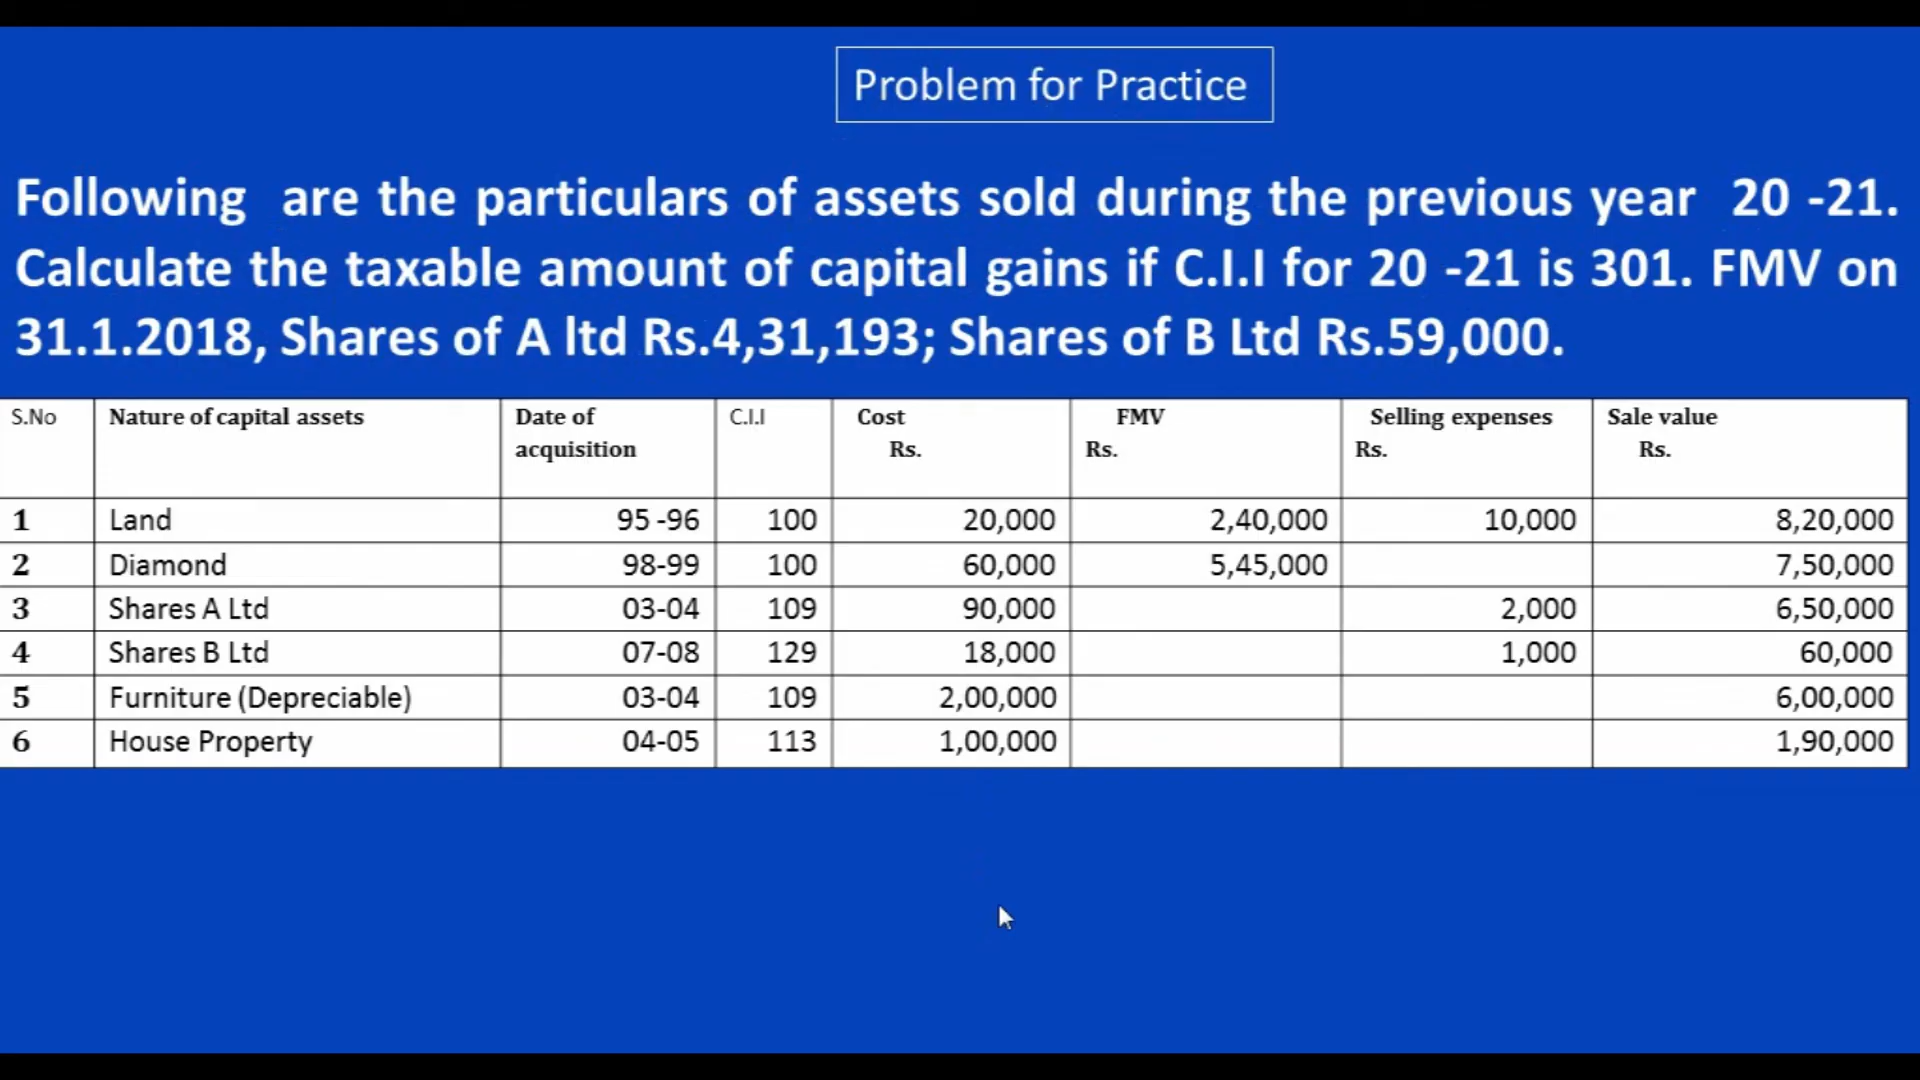 Problem for Practice
Following are the particulars of assets sold during the previous year 20 -21.
Calculate the taxable amount of capital gains if C.I.I for 20 -21 is 301. FMV on
31.1.2018, Shares of A ltd Rs.4,31,193; Shares of B Ltd Rs.59,000.
S.No Nature of capital assets Date of acquisition C.I.I Cost Rs. FMV Rs. Selling expenses Rs. Sale value Rs.
1 Land 95 -96 100 20,000 2,40,000 10,000 8,20,000
2 Diamond 98-99 100 60,000 5,45,000 7,50,000
3 Shares A Ltd 03-04 109 90,000 2,000 6,50,000
4 Shares B Ltd 07-08 129 18,000 1,000 60,000
5 Furniture (Depreciable) 03-04 109 2,00,000 6,00,000
6 House Property 04-05 113 1,00,000 1,90,000